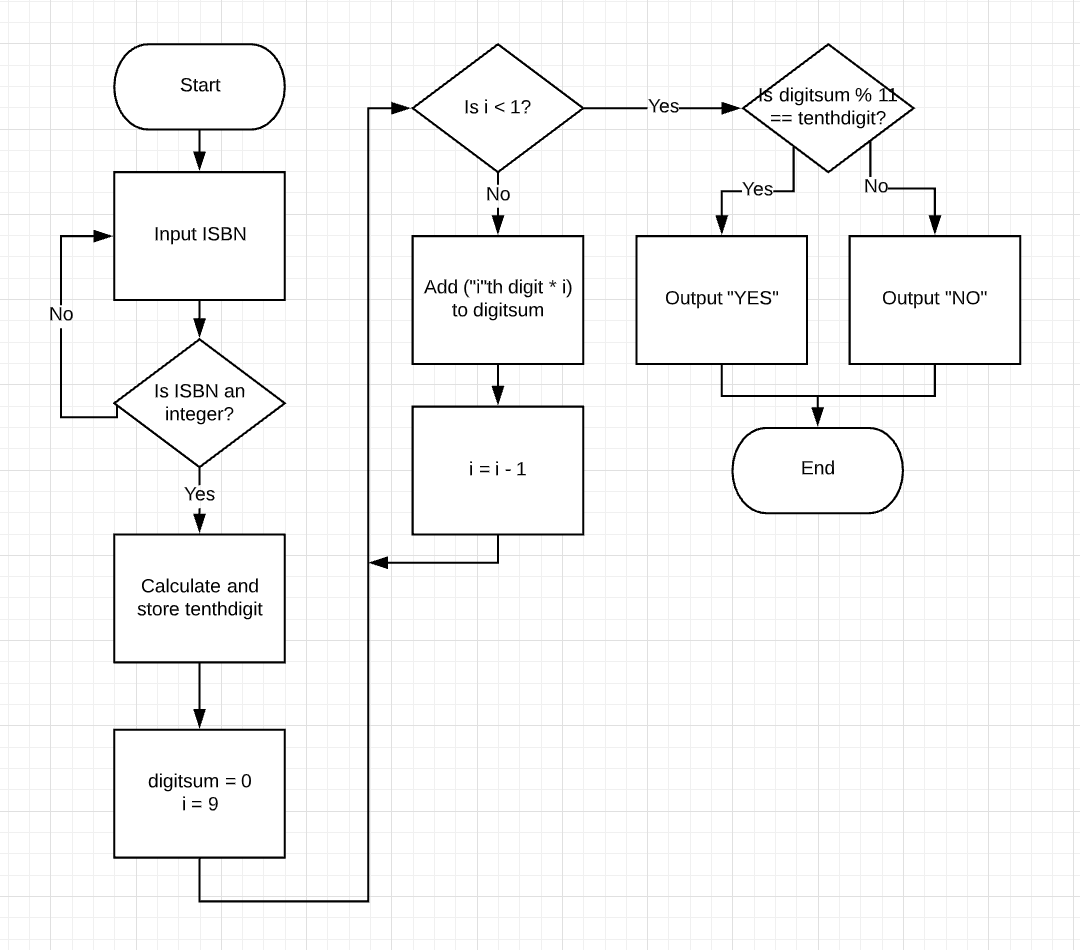 Start
Input ISBN
No
Is ISBN an
integer?
Yes
Calculate and
store tenthdigit
digitsum = 0
i = 9
Is i < 1?
Yes
No
Add ("i"th digit * i)
to digitsum
i = i - 1
Is digitsum % 11
== tenthdigit?
Yes
No
Output "YES"
Output "NO"
End